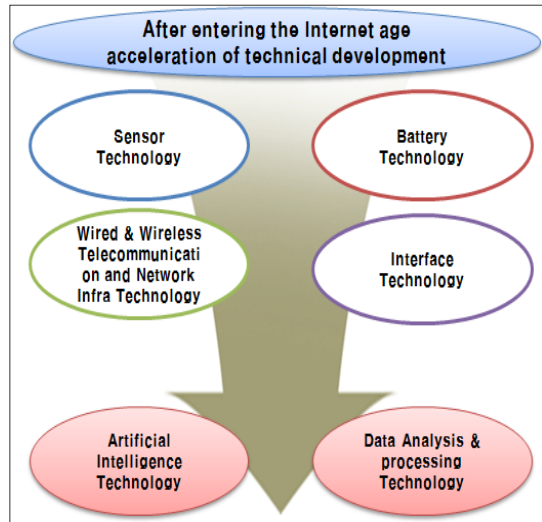 After entering the Internet age
acceleration of technical development
Sensor
Technology
Battery
Technology
Wired & Wireless
Telecommunicati
on and Network
Infra Technology
Interface
Technology
Artificial
Intelligence
Technology
Data Analysis &
processing
Technology